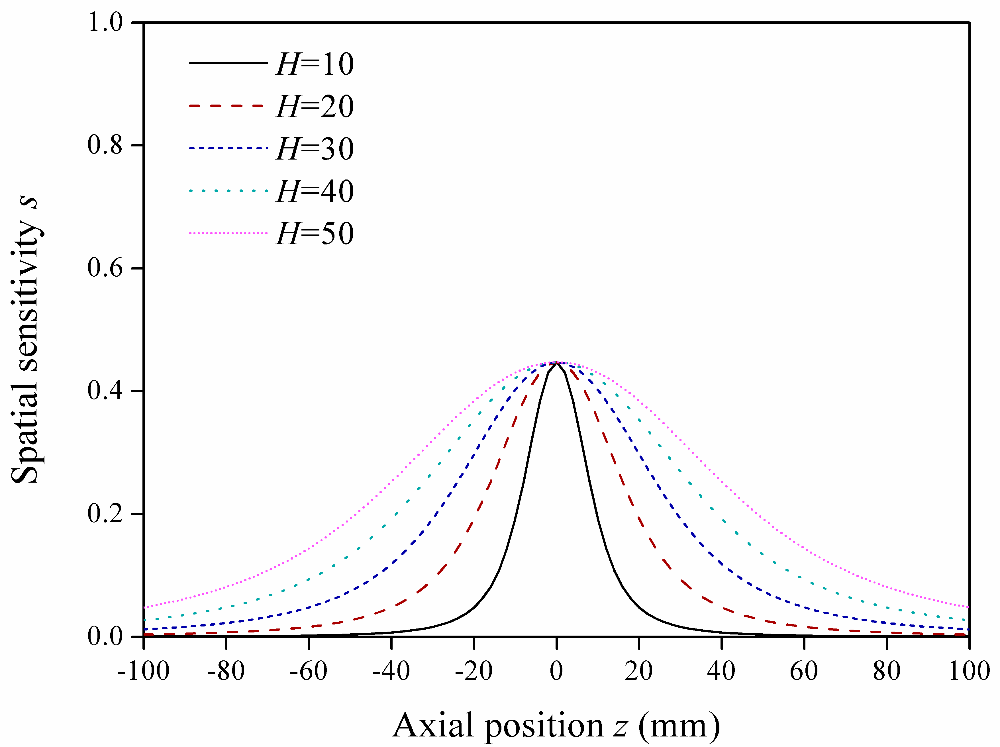 1.0
0.8
0.6
0.4
0.2
0.0
Spatial sensitivity s
H=10
H=20
H=30
H=40
H=50
-100 -80 -60 -40 -20 0 20 40 60 80 100
Axial position z (mm)